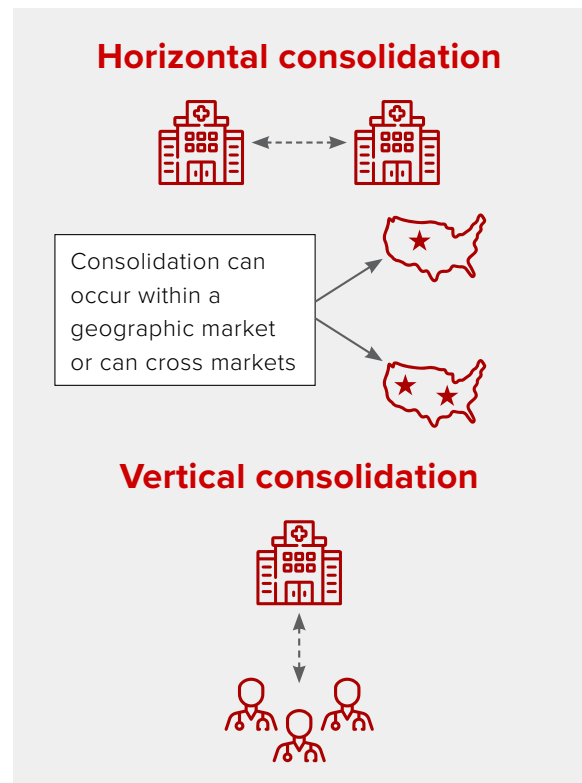 Horizontal consolidation
Consolidation can
occur within a
geographic market
or can cross markets
Vertical consolidation